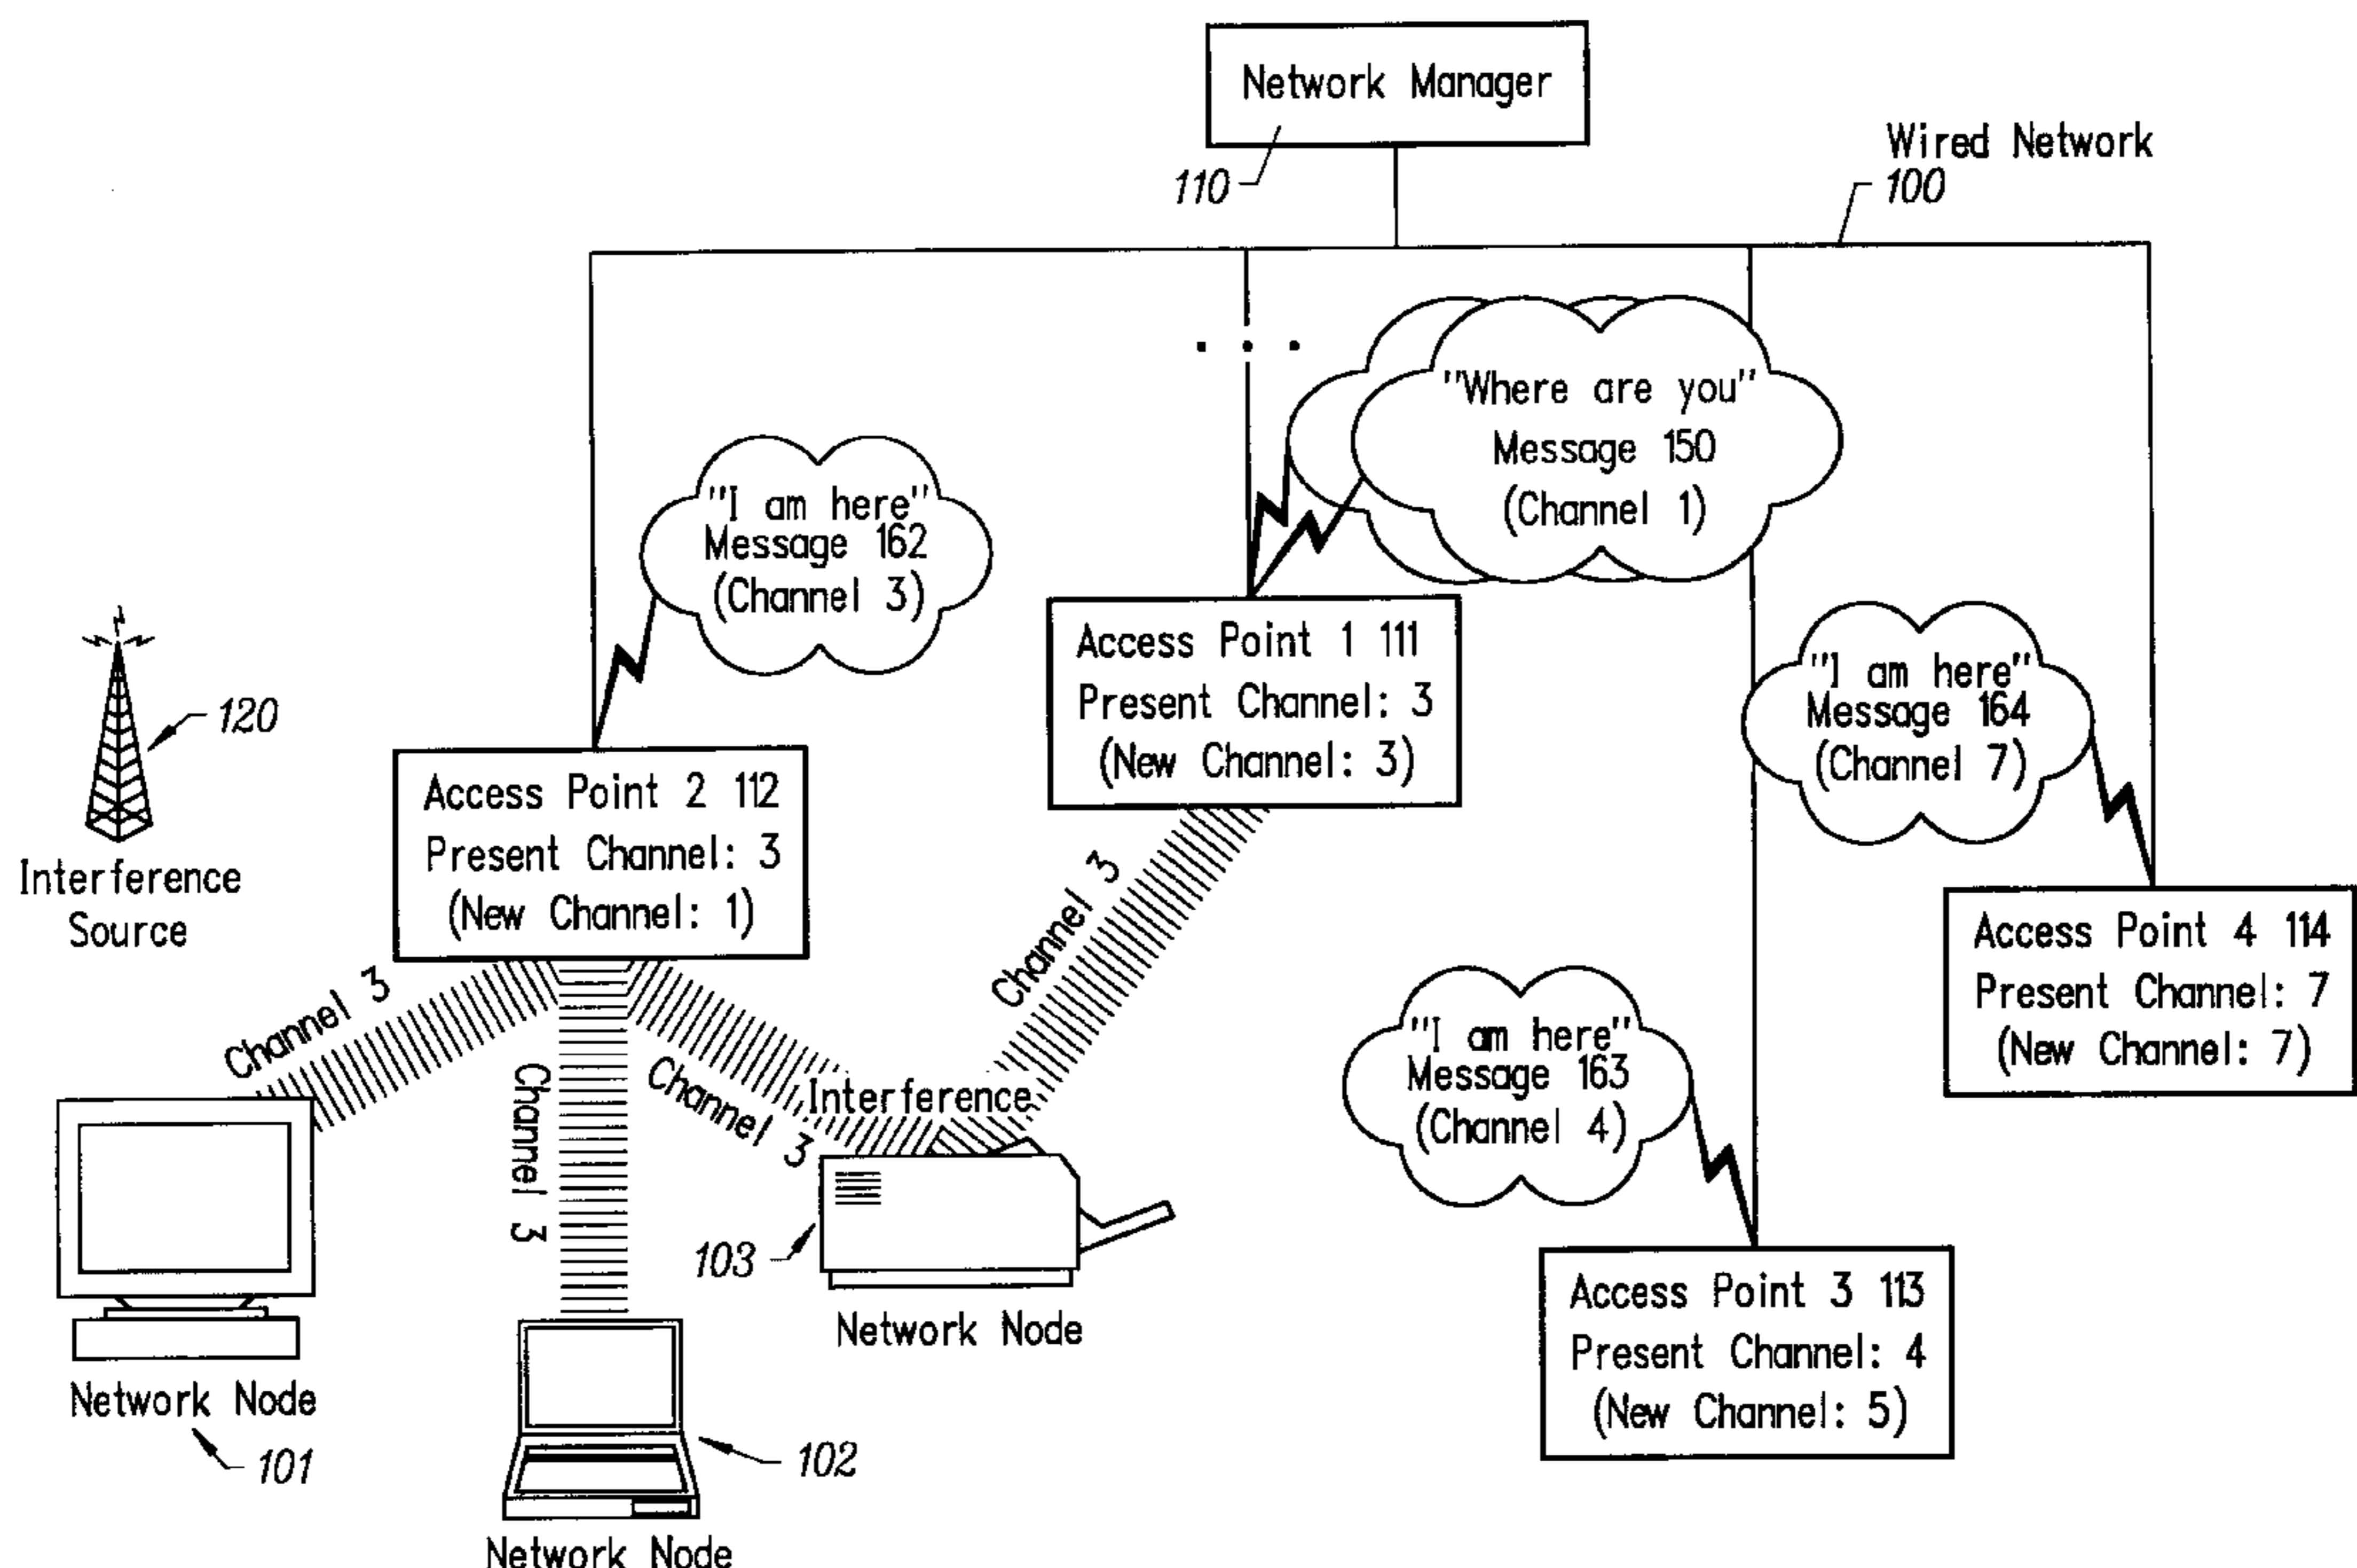 Network Manager
110
Wired Network
100
. . .
"Where are you"
Message 150
(Channel 1)
"I am here"
Message 162
(Channel 3)
Access Point 1 111
Present Channel: 3
(New Channel: 3)
"I am here"
Message 164
(Channel 7)
120
Interference
Source
Access Point 2 112
Present Channel: 3
(New Channel: 1)
Access Point 4 114
Present Channel: 7
(New Channel: 7)
Channel 3
Channel 3
Channel 3
Channel 3
Interference
"I am here"
Message 163
(Channel 4)
103
Network Node
Access Point 3 113
Present Channel: 4
(New Channel: 5)
Network Node
101
102
Network Node